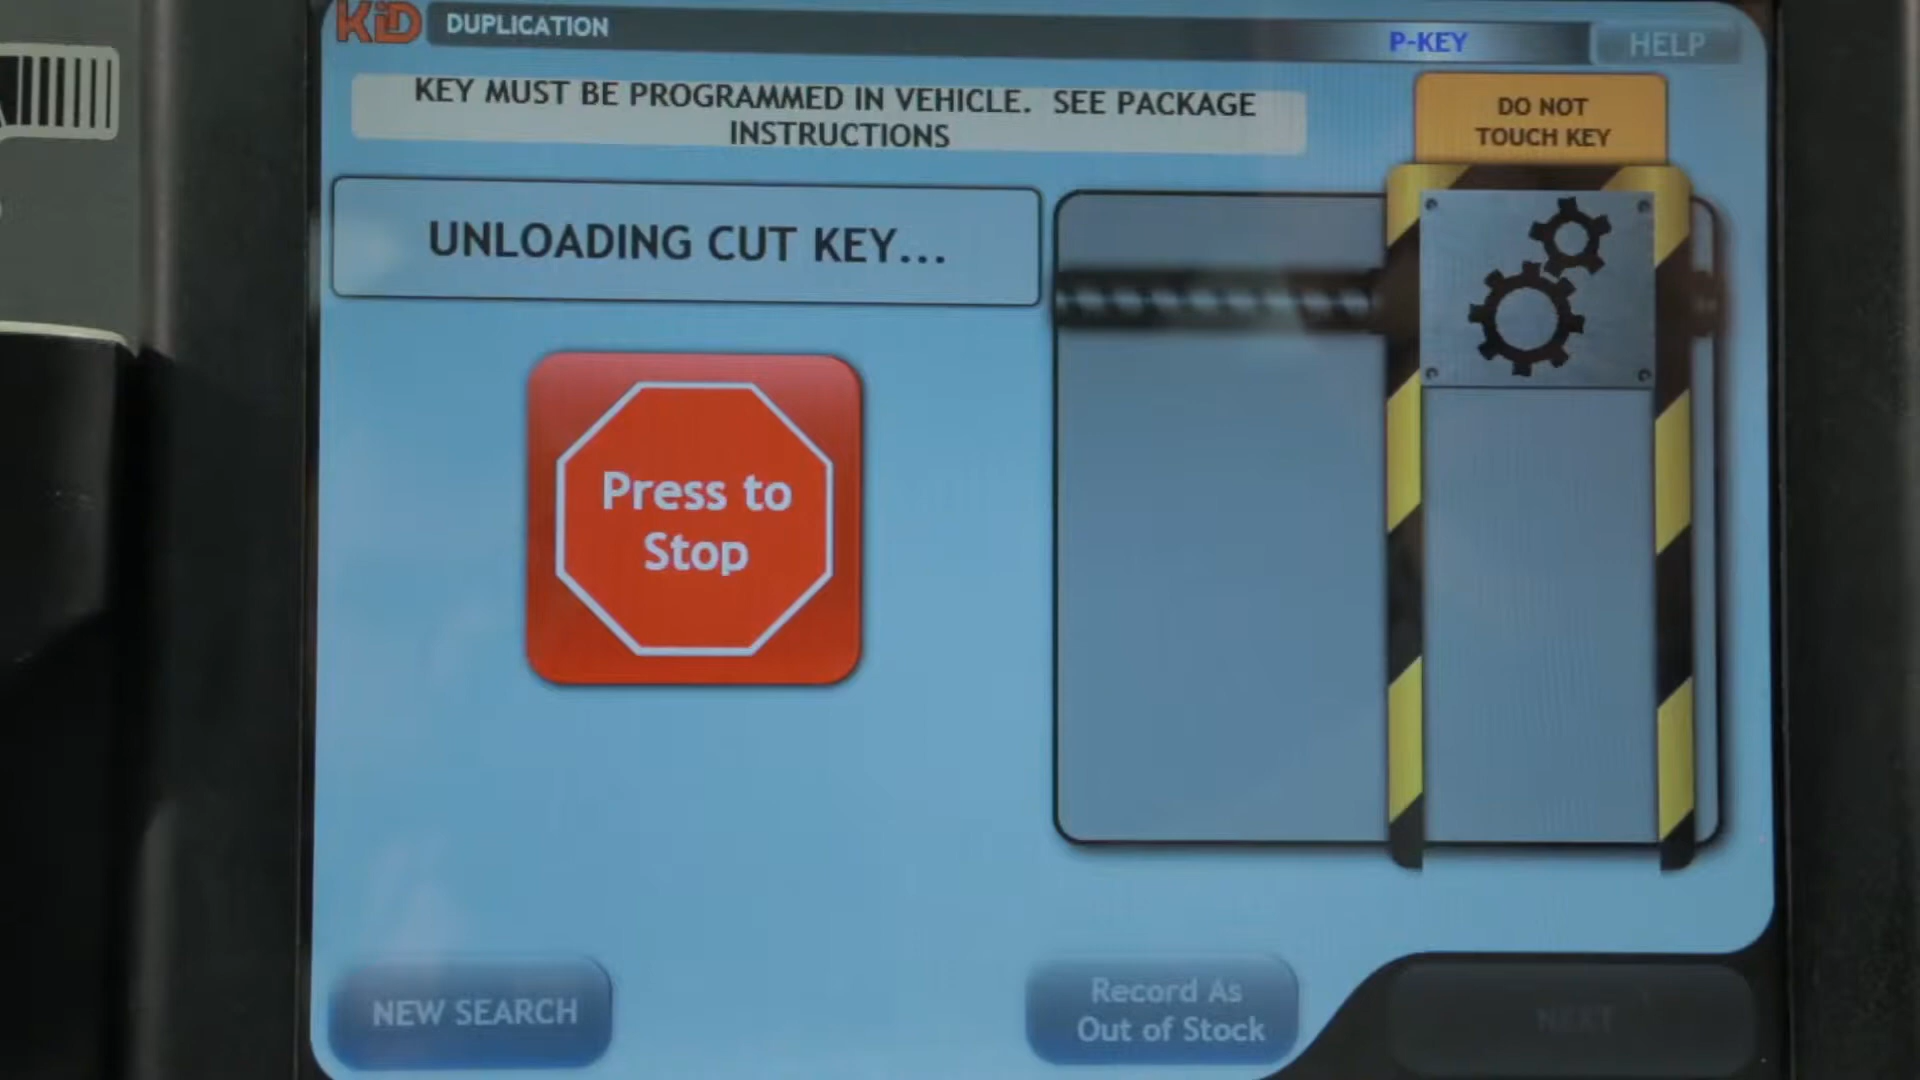 KiD DUPLICATION
P-KEY
HELP
KEY MUST BE PROGRAMMED IN VEHICLE. SEE PACKAGE
INSTRUCTIONS
DO NOT
TOUCH KEY
UNLOADING CUT KEY...
Press to
Stop
NEW SEARCH
Record As
Out of Stock
NEXT